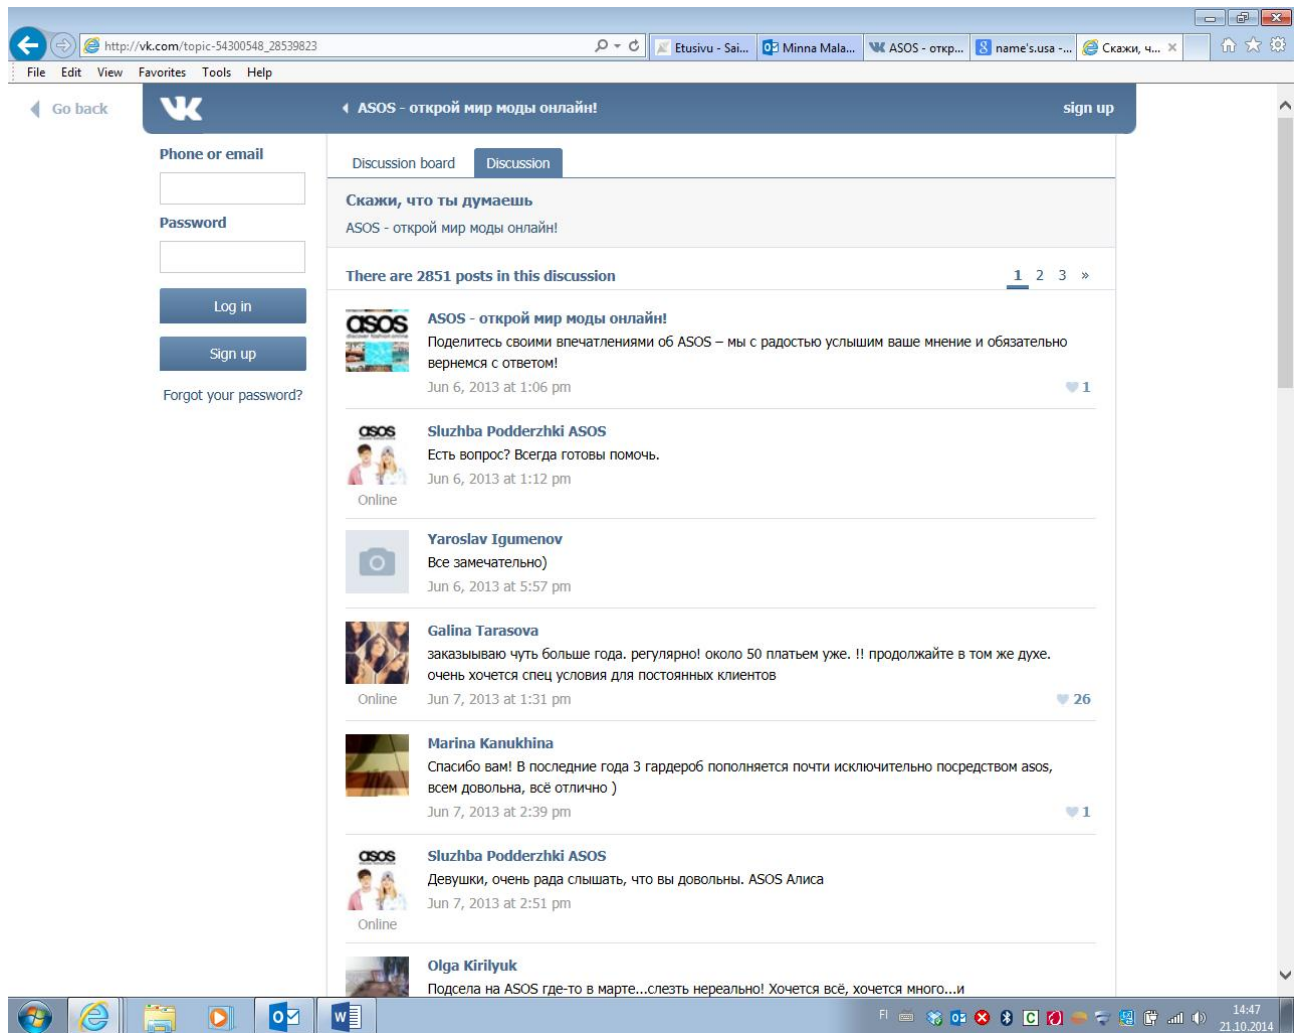 http://vk.com/topic-54300548_28539823
Etusivu - Sai...
Minna Mala...
ASOS - откр...
name's.usa -...
Скажи, ч...
File Edit View Favorites Tools Help
Go back
ASOS - открой мир моды онлайн!
sign up
Phone or email
Password
Log in
Sign up
Forgot your password?
Discussion board
Discussion
Скажи, что ты думаешь
ASOS - открой мир моды онлайн!
There are 2851 posts in this discussion
1 2 3 »
asos
discover fashion online
ASOS - открой мир моды онлайн!
Поделитесь своими впечатлениями об ASOS – мы с радостью услышим ваше мнение и обязательно
вернемся с ответом!
Jun 6, 2013 at 1:06 pm
1
asos
Online
Sluzhba Podderzhki ASOS
Есть вопрос? Всегда готовы помочь.
Jun 6, 2013 at 1:12 pm
Yaroslav Igumenov
Все замечательно)
Jun 6, 2013 at 5:57 pm
Online
Galina Tarasova
заказыываю чуть больше года. регулярно! около 50 платьем уже. !! продолжайте в том же духе.
очень хочется спец условия для постоянных клиентов
Jun 7, 2013 at 1:31 pm
26
Marina Kanukhina
Спасибо вам! В последние года 3 гардероб пополняется почти исключительно посредством asos,
всем довольна, всё отлично )
Jun 7, 2013 at 2:39 pm
1
asos
Online
Sluzhba Podderzhki ASOS
Девушки, очень рада слышать, что вы довольны. ASOS Алиса
Jun 7, 2013 at 2:51 pm
Olga Kirilyuk
Подсела на ASOS где-то в марте...слезть нереально! Хочется всё, хочется много...и
FI
14:47
21.10.2014